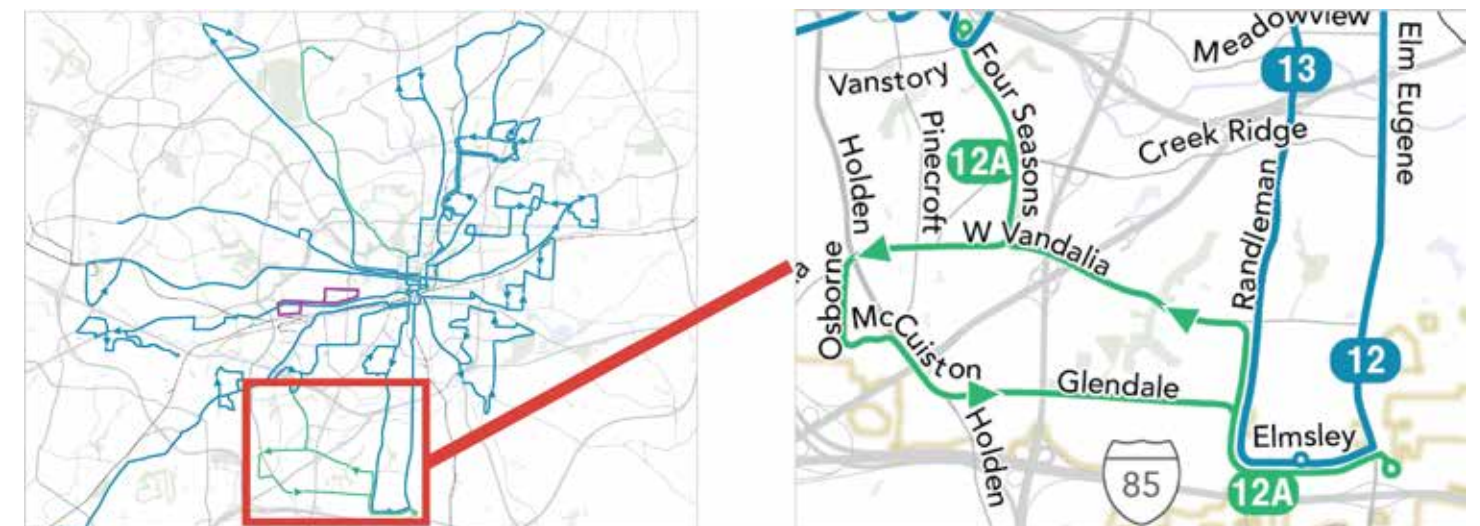 Meadowview
13
Elm Eugene
Four Seasons
Vanstory
Pinecroft
Creek Ridge
Holden
12A
Randleman
W Vandalia
Osborne
McCuiston
12
Glendale
Holden
Elmsley
85
12A